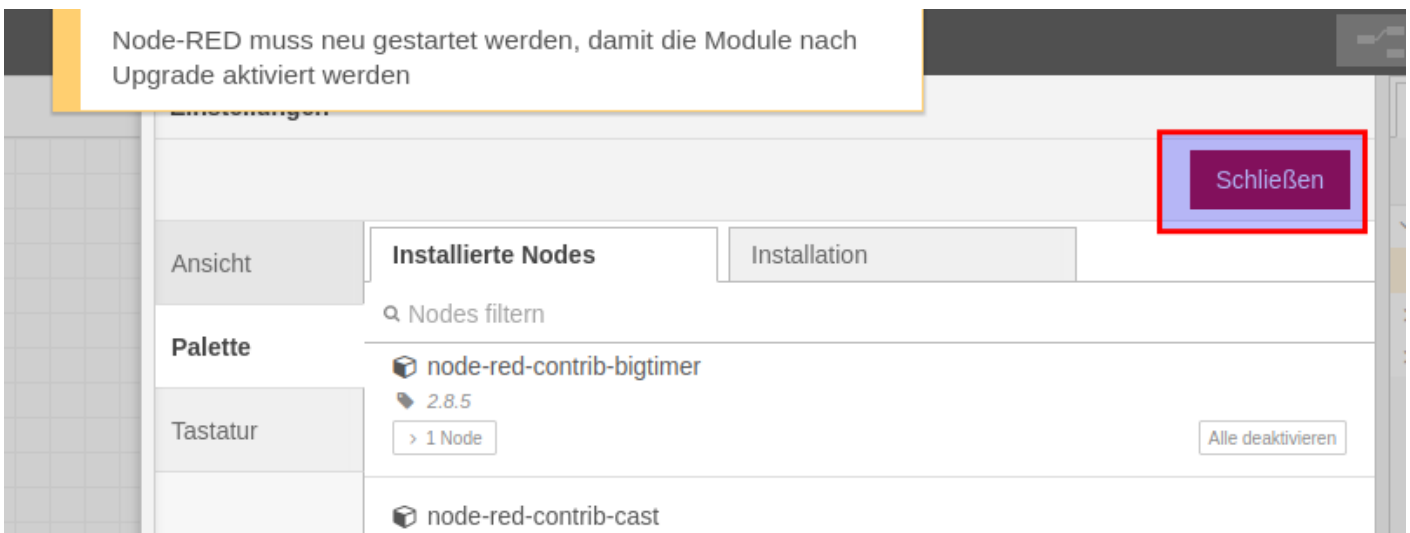 Node-RED muss neu gestartet werden, damit die Module nach
Upgrade aktiviert werden
Einstellungen
Schließen
Ansicht
Installierte Nodes
Installation
Nodes filtern
Palette
node-red-contrib-bigtimer
2.8.5
Tastatur
> 1 Node
Alle deaktivieren
node-red-contrib-cast